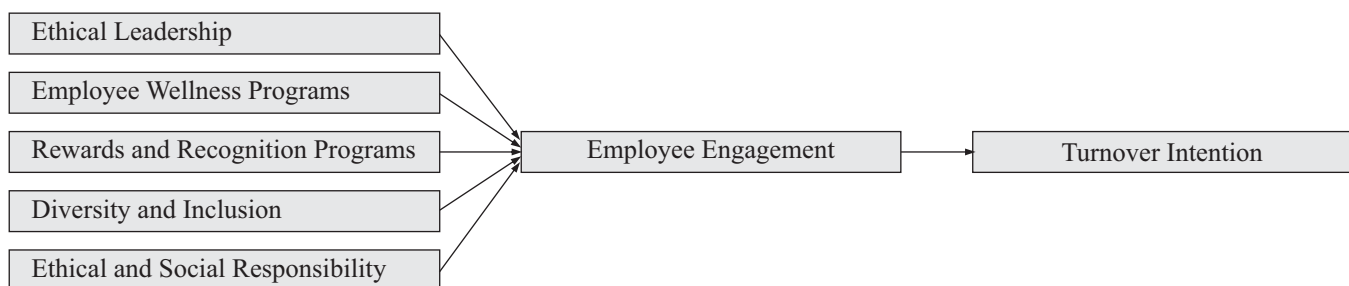 Ethical Leadership
Employee Wellness Programs
Rewards and Recognition Programs
Diversity and Inclusion
Ethical and Social Responsibility
Employee Engagement
Turnover Intention